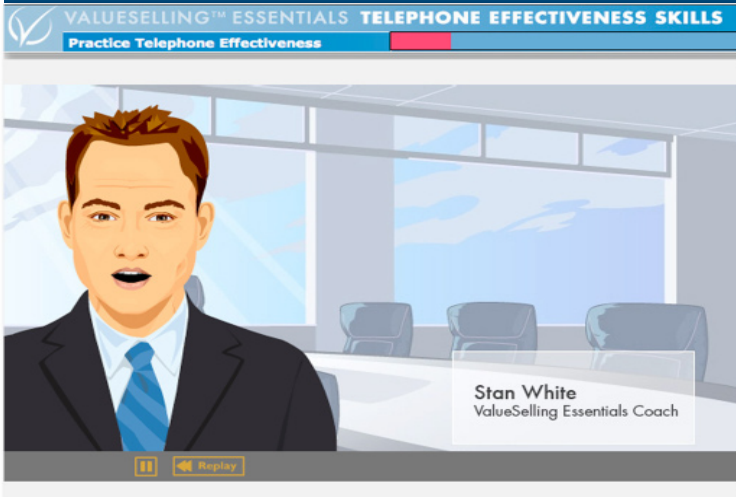 VALUESELLING™ ESSENTIALS TELEPHONE EFFECTIVENESS SKILLS
Practice Telephone Effectiveness
Stan White
ValueSelling Essentials Coach
Replay